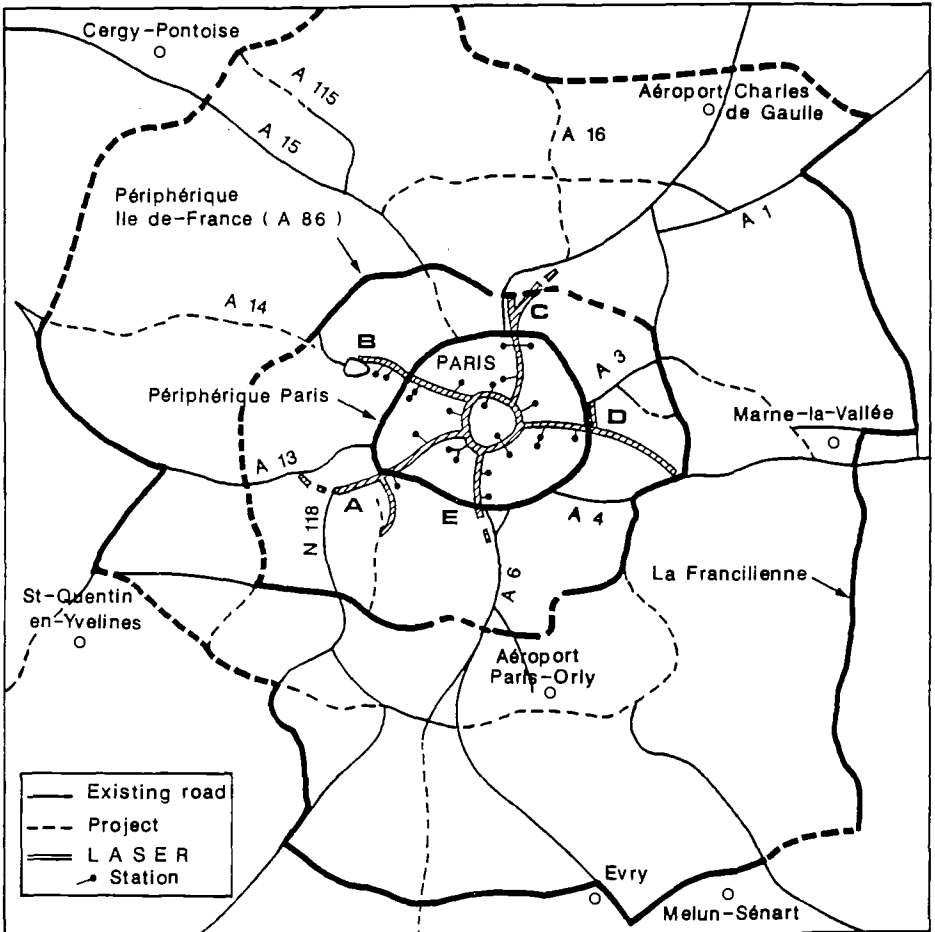 Cergy-Pontoise
A 115
A 15
Aéroport Charles
de Gaulle
A 16
Périphérique
Ile de-France ( A 86 )
A 1
A 14
C
B
PARIS
A 3
Périphérique Paris
D
Marne-la-Vallée
A 13
A
E
A 4
N 118
A 6
La Francilienne
St-Quentin
en-Yvelines
Aéroport
Paris-Orly
Existing road
Project
LASER
Station
Evry
Melun-Sénart